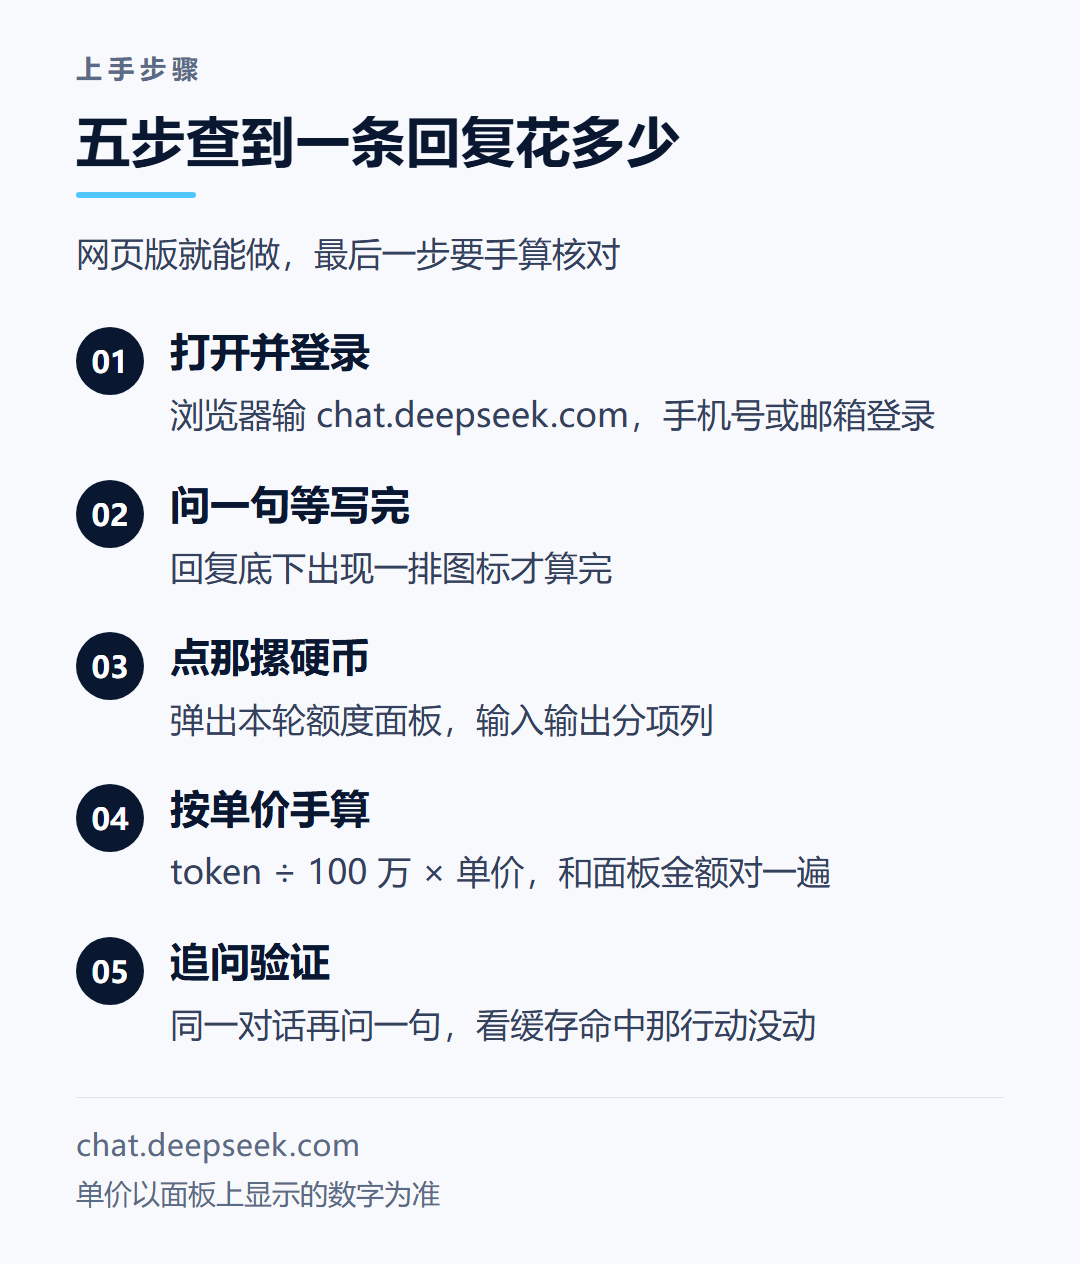 上手步骤
五步查到一条回复花多少
网页版就能做，最后一步要手算核对
01
打开并登录
浏览器输 chat.deepseek.com，手机号或邮箱登录
02
问一句等写完
回复底下出现一排图标才算完
03
点那摞硬币
弹出本轮额度面板，输入输出分项列
04
按单价手算
token ÷ 100 万 × 单价，和面板金额对一遍
05
追问验证
同一对话再问一句，看缓存命中那行动没动
chat.deepseek.com
单价以面板上显示的数字为准